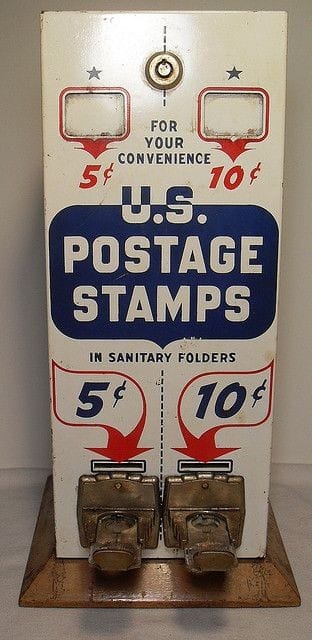 FOR
YOUR
CONVENIENCE
5¢ 10¢
U.S.
POSTAGE
STAMPS
IN SANITARY FOLDERS
5¢ 10¢